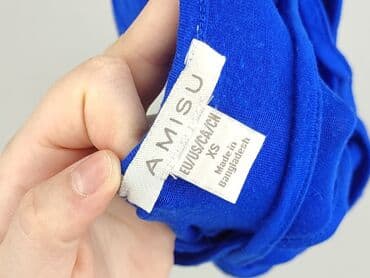 AMISU
EU/US/CA/CN
XS
Made in
Bangladesh